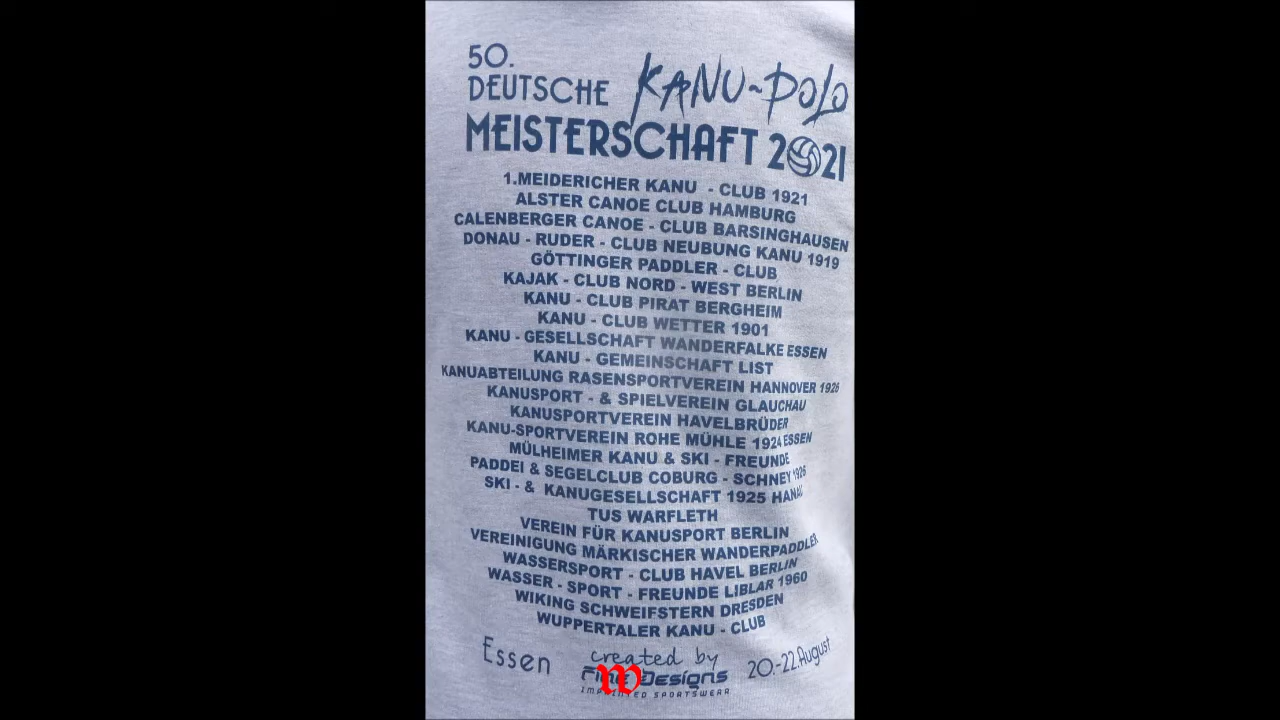 50.
DEUTSCHE KANU-POLO
MEISTERSCHAFT 2021
1.MEIDERICHER KANU - CLUB 1921
ALSTER CANOE CLUB HAMBURG
CALENBERGER CANOE - CLUB BARSINGHAUSEN
DONAU - RUDER - CLUB NEUBUNG KANU 1919
GÖTTINGER PADDLER - CLUB
KAJAK - CLUB NORD - WEST BERLIN
KANU - CLUB PIRAT BERGHEIM
KANU - CLUB WETTER 1901
KANU - GESELLSCHAFT WANDERFALKE ESSEN
KANU - GEMEINSCHAFT LIST
KANUABTEILUNG RASENSPORTVEREIN HANNOVER 1926
KANUSPORT - & SPIELVEREIN GLAUCHAU
KANUSPORTVEREIN HAVELBRÜDER
KANU-SPORTVEREIN ROHE MÜHLE 1924 ESSEN
MÜLHEIMER KANU & SKI - FREUNDE
PADDEI & SEGELCLUB COBURG - SCHNEY 1926
SKI - & KANUGESELLSCHAFT 1925 HANAU
TUS WARFLETH
VEREIN FÜR KANUSPORT BERLIN
VEREINIGUNG MÄRKISCHER WANDERPADDLER
WASSERSPORT - CLUB HAVEL BERLIN
WASSER - SPORT - FREUNDE LIBLAR 1960
WIKING SCHWEIFSTERN DRESDEN
WUPPERTALER KANU - CLUB
Essen
created by
Fine Designs
IMPRINTED SPORTSWEAR
20.-22.August
W